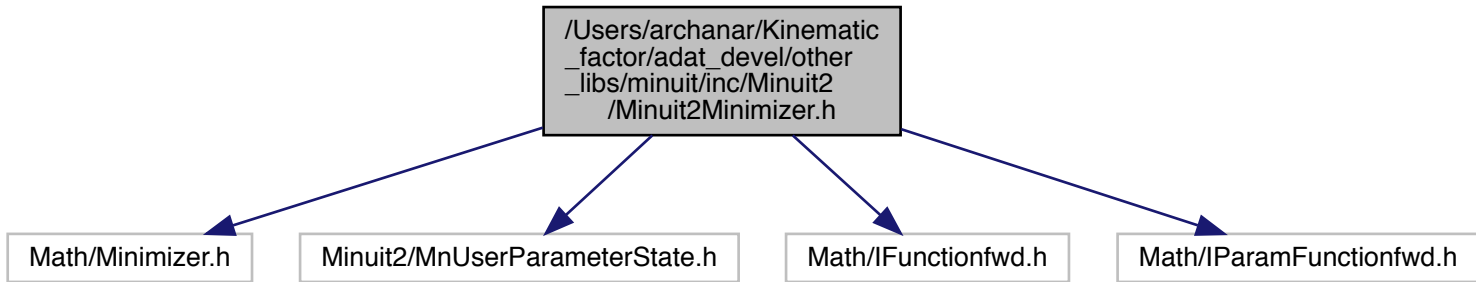 /Users/archanar/Kinematic
_factor/adat_devel/other
_libs/minuit/inc/Minuit2
/Minuit2Minimizer.h
Math/Minimizer.h
Minuit2/MnUserParameterState.h
Math/IFunctionfwd.h
Math/IParamFunctionfwd.h